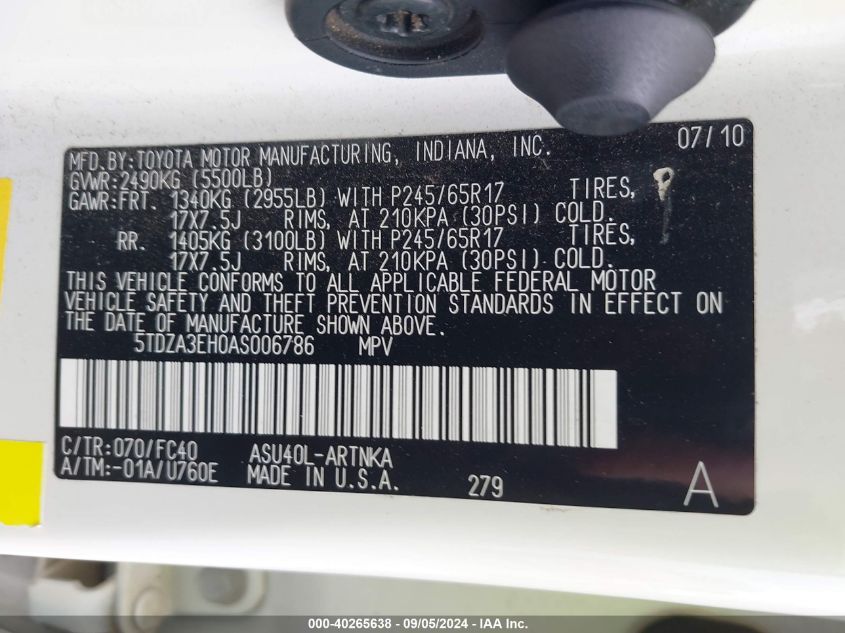 07/10
MFD.BY:TOYOTA MOTOR MANUFACTURING, INDIANA, INC.
GVWR:2490KG (5500LB)
GAWR:FRT. 1340KG (2955LB) WITH P245/65R17 TIRES,
17X7.5J RIMS, AT 210KPA (30PSI) COLD.
RR. 1405KG (3100LB) WITH P245/65R17 TIRES,
17X7.5J RIMS, AT 210KPA (30PSI) COLD.
THIS VEHICLE CONFORMS TO ALL APPLICABLE FEDERAL MOTOR
VEHICLE SAFETY AND THEFT PREVENTION STANDARDS IN EFFECT ON
THE DATE OF MANUFACTURE SHOWN ABOVE.
5TDZA3EH0AS006786 MPV
C/TR:070/FC40 ASU40L-ARTNKA
A/TM:-01A/U760E MADE IN U.S.A. 279 A
000-40265638 - 09/05/2024 - IAA Inc.